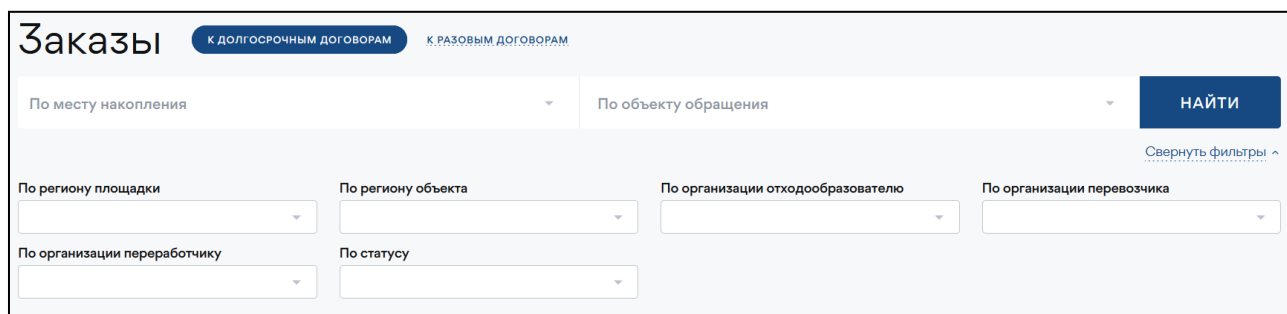 Заказы К ДОЛГОСРОЧНЫМ ДОГОВОРАМ К РАЗОВЫМ ДОГОВОРАМ
По месту накопления По объекту обращения НАЙТИ
Свернуть фильтры
По региону площадки По региону объекта По организации отходообразователю По организации перевозчика
По организации переработчику По статусу